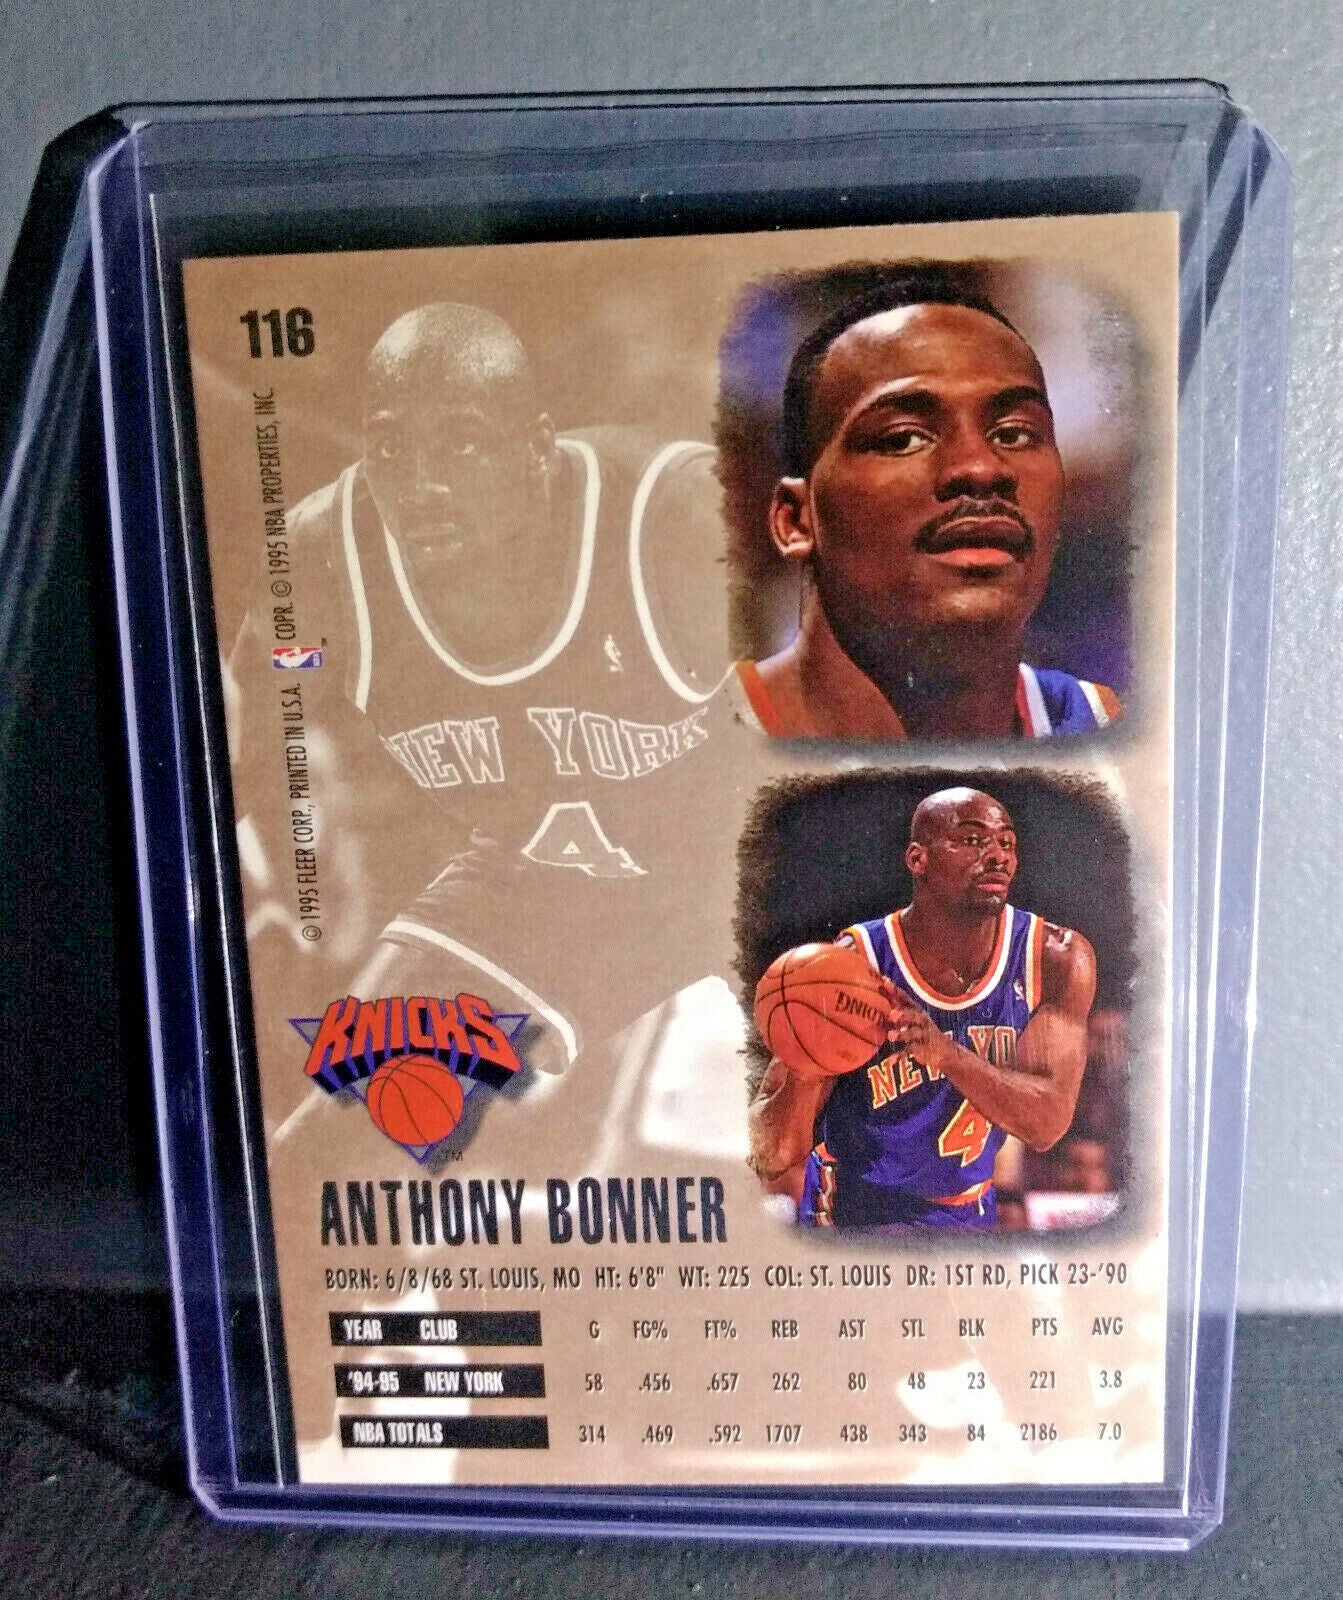 116
© 1995 FLEER CORP., PRINTED IN U.S.A. NBA ™ COPR. © 1995 NBA PROPERTIES, INC.
NEW YORK
4
NEW YO
4
KNICKS
™
ANTHONY BONNER
BORN: 6/8/68 ST. LOUIS, MO HT: 6'8" WT: 225 COL: ST. LOUIS DR: 1ST RD, PICK 23-'90
YEAR CLUB G FG% FT% REB AST STL BLK PTS AVG
'94-95 NEW YORK 58 .456 .657 262 80 48 23 221 3.8
NBA TOTALS 314 .469 .592 1707 438 343 84 2186 7.0